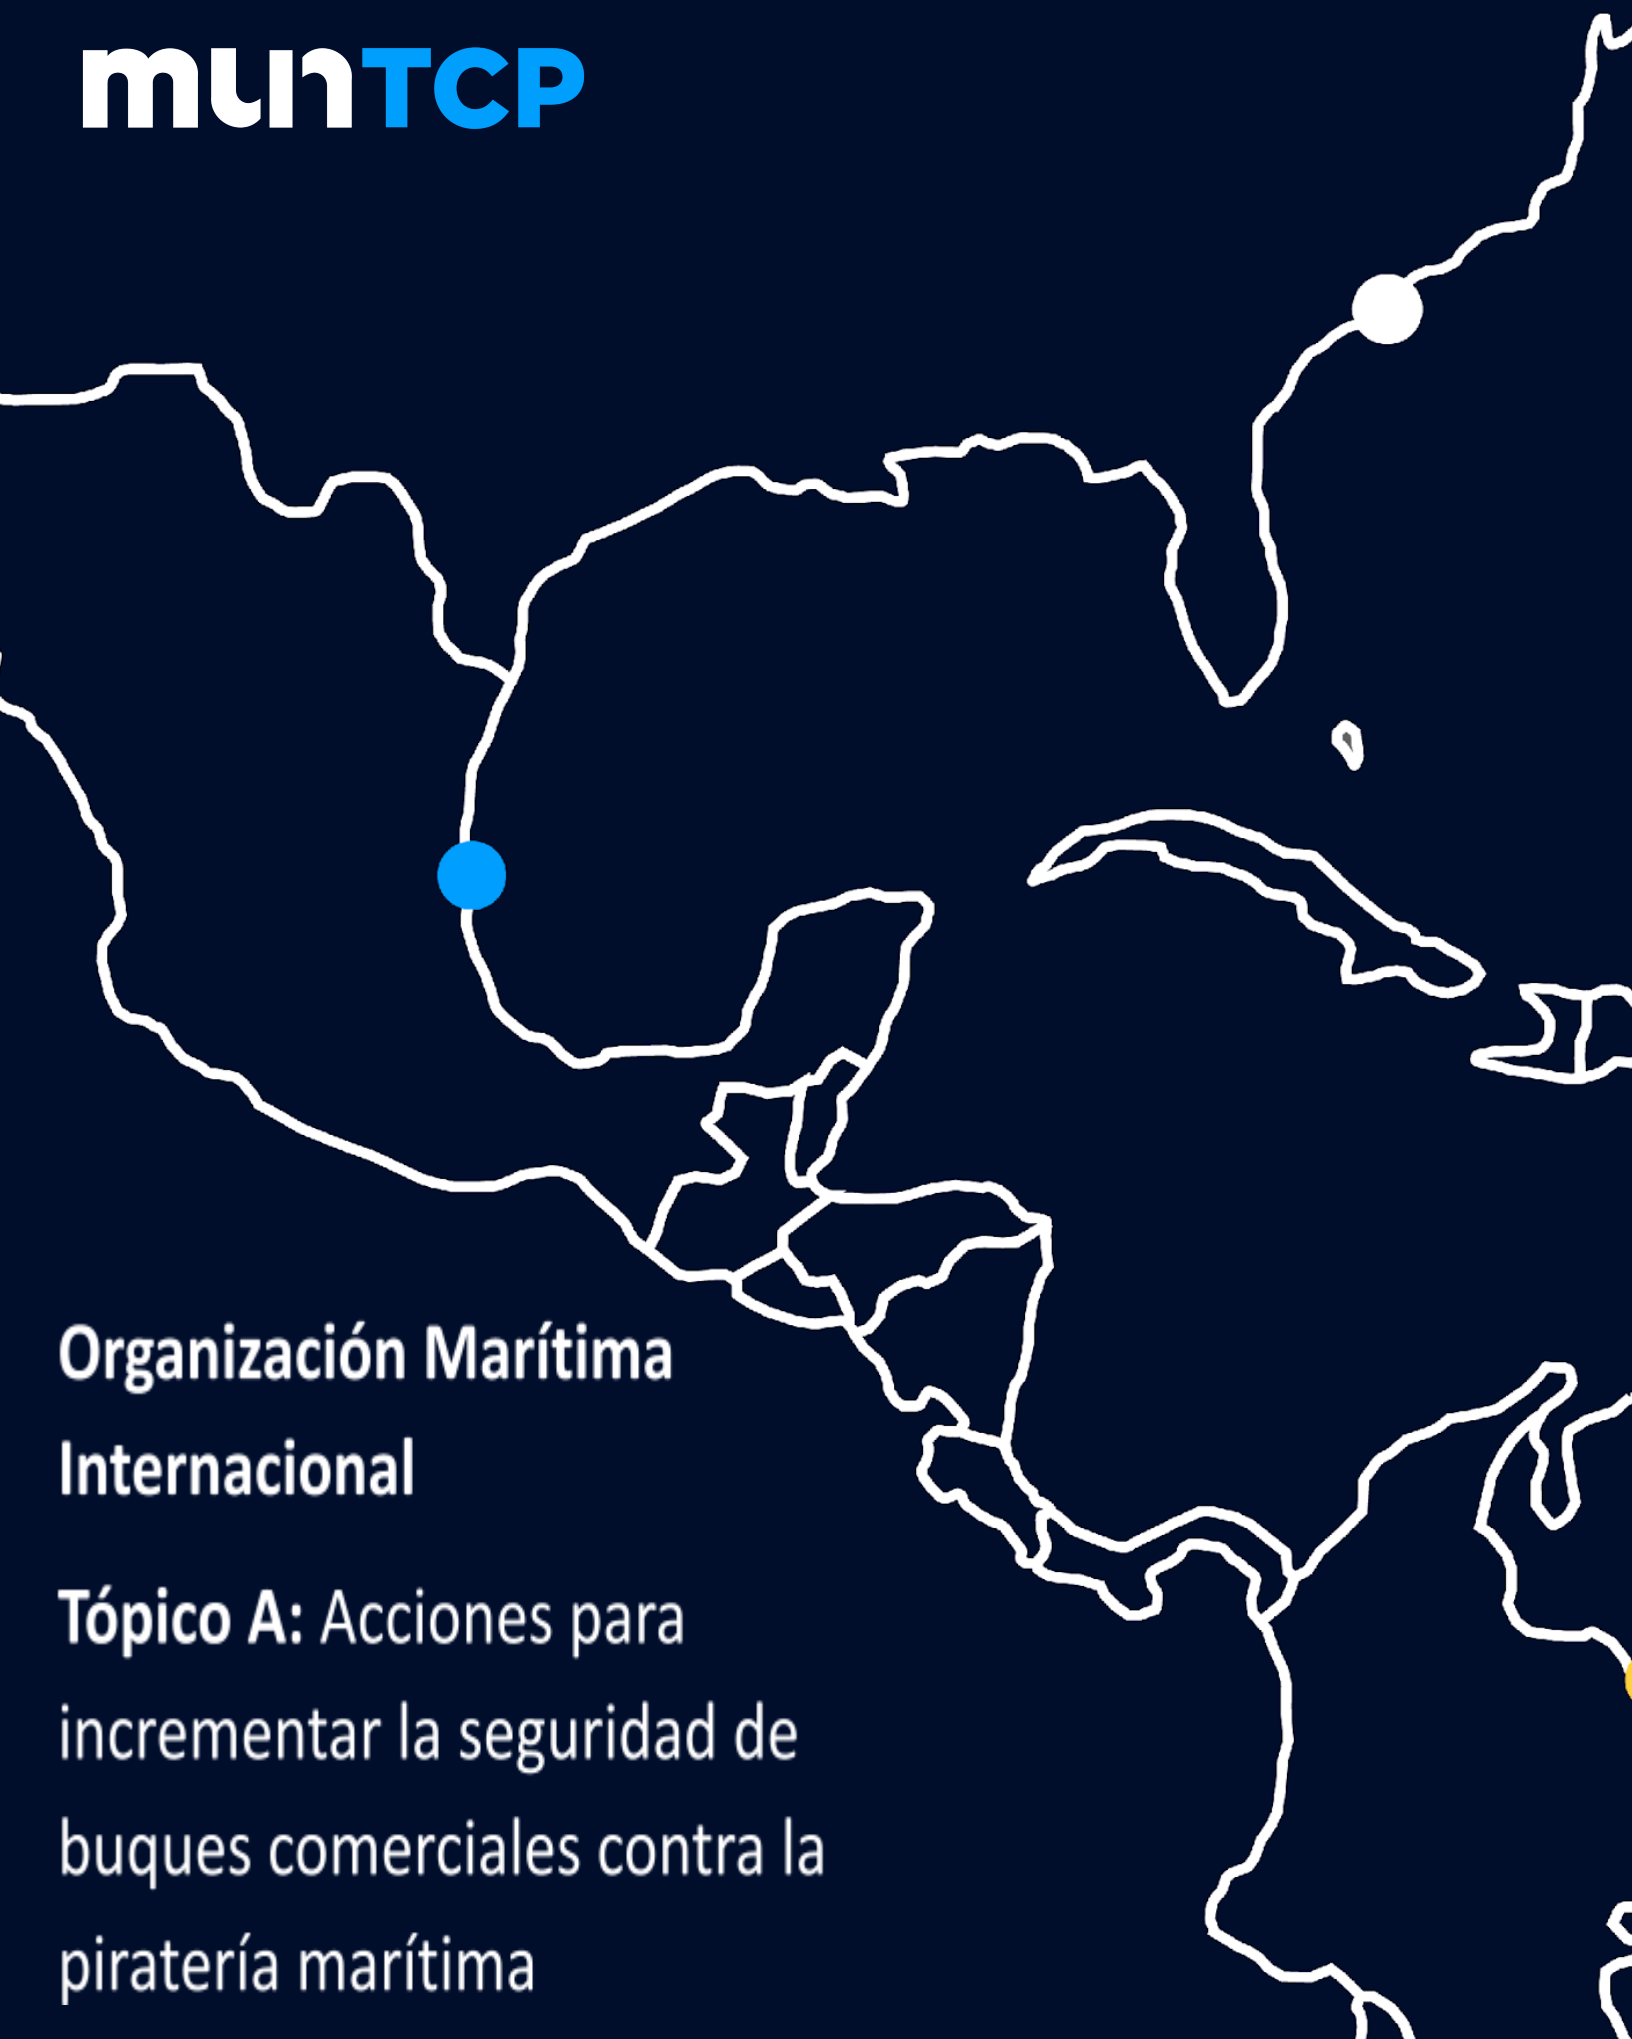 munTCP
Organización Marítima
Internacional
Tópico A: Acciones para
incrementar la seguridad de
buques comerciales contra la
piratería marítima